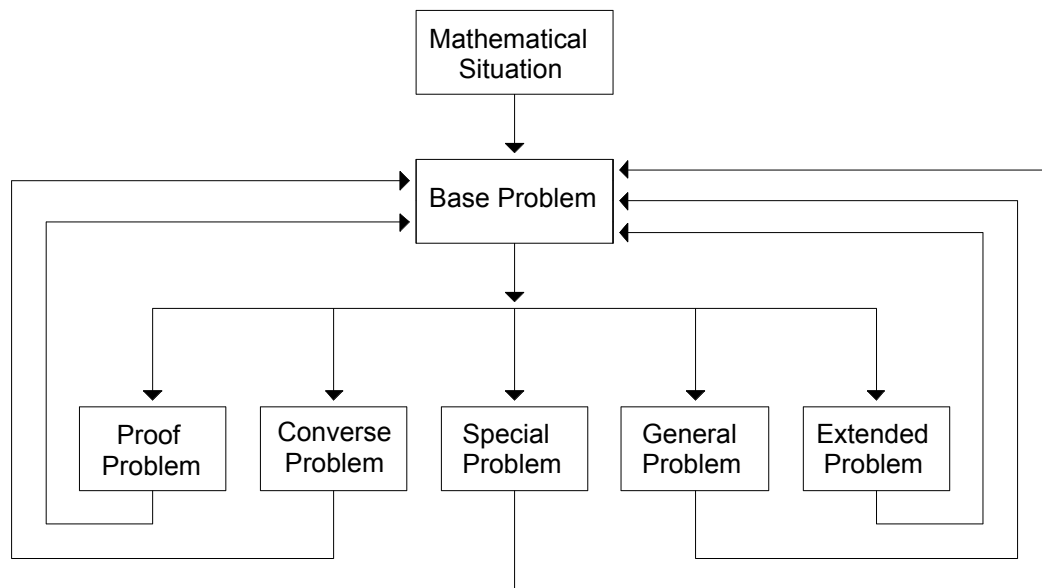 Mathematical
Situation
Base Problem
Proof
Problem
Converse
Problem
Special
Problem
General
Problem
Extended
Problem